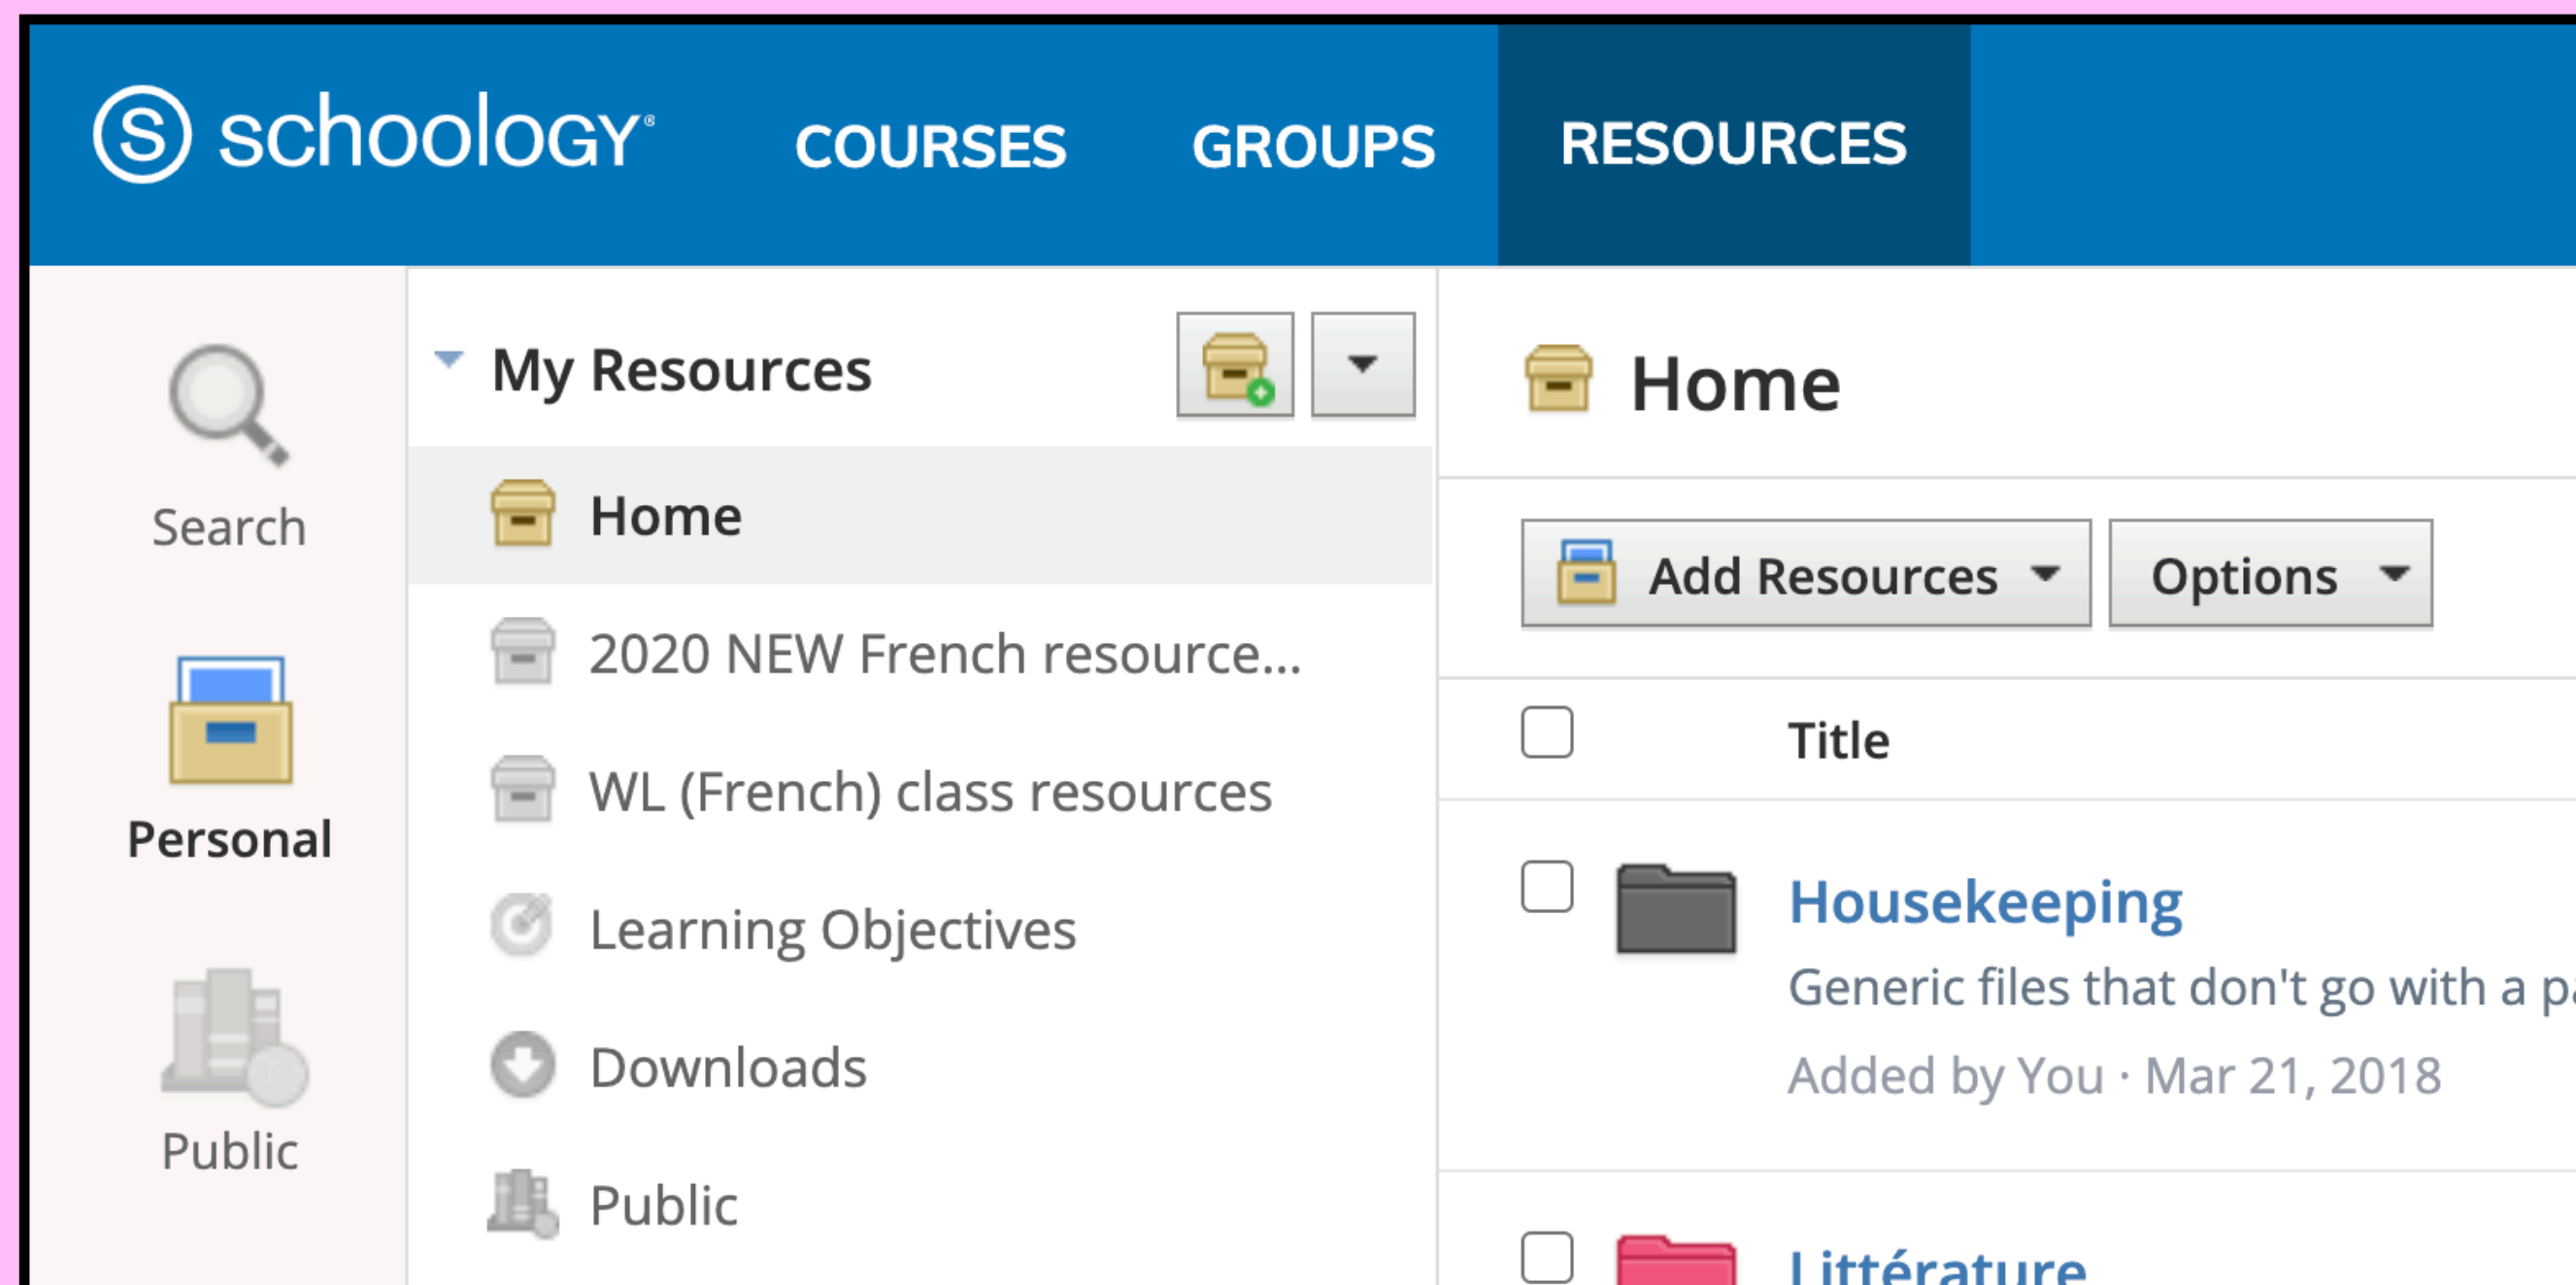 schoology®
COURSES
GROUPS
RESOURCES
Search
Personal
Public
My Resources
Home
2020 NEW French resource...
WL (French) class resources
Learning Objectives
Downloads
Public
Home
Add Resources
Options
Title
Housekeeping
Generic files that don't go with a
Added by You · Mar 21, 2018
Littérature